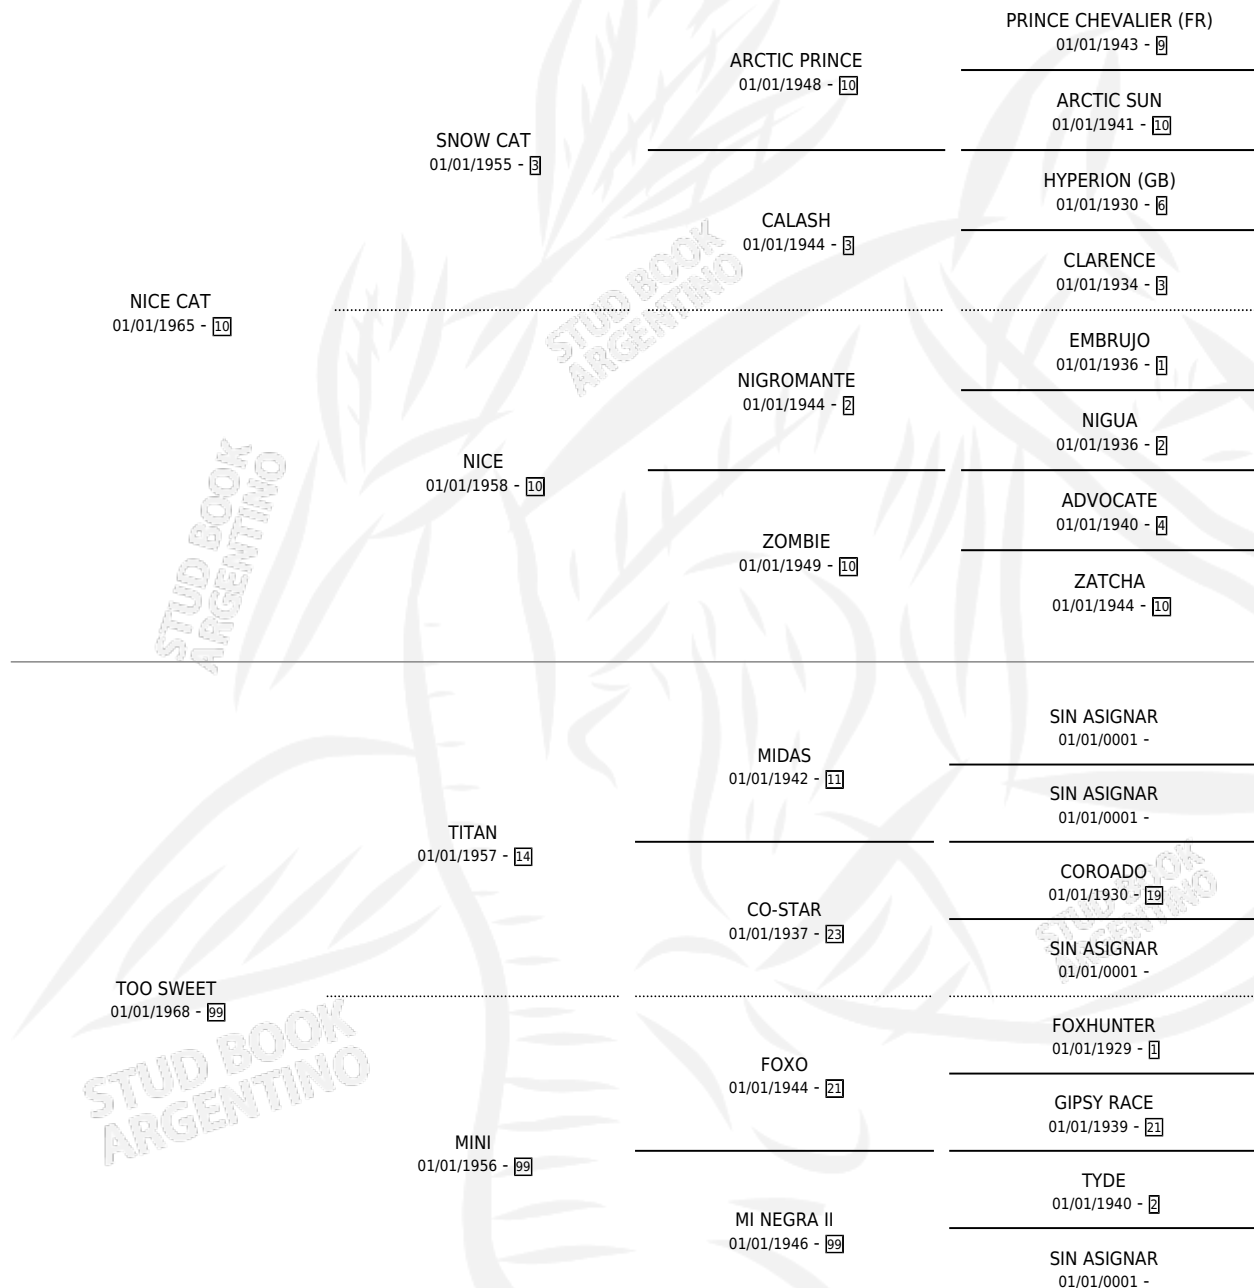 PRINCE CHEVALIER (FR)
01/01/1943 - 9
ARCTIC PRINCE
01/01/1948 - 10
ARCTIC SUN
01/01/1941 - 10
SNOW CAT
01/01/1955 - 3
HYPERION (GB)
01/01/1930 - 6
CALASH
01/01/1944 - 3
CLARENCE
01/01/1934 - 3
NICE CAT
01/01/1965 - 10
EMBRUJO
01/01/1936 - 1
NIGROMANTE
01/01/1944 - 2
NIGUA
01/01/1936 - 2
NICE
01/01/1958 - 10
ADVOCATE
01/01/1940 - 4
ZOMBIE
01/01/1949 - 10
ZATCHA
01/01/1944 - 10
STUD BOOK
ARGENTINO
STUD BOOK
ARGENTINO
SIN ASIGNAR
01/01/0001 -
MIDAS
01/01/1942 - 11
SIN ASIGNAR
01/01/0001 -
TITAN
01/01/1957 - 14
COROADO
01/01/1930 - 19
CO-STAR
01/01/1937 - 23
SIN ASIGNAR
01/01/0001 -
TOO SWEET
01/01/1968 - 99
FOXHUNTER
01/01/1929 - 1
FOXO
01/01/1944 - 21
GIPSY RACE
01/01/1939 - 21
MINI
01/01/1956 - 99
TYDE
01/01/1940 - 2
MI NEGRA II
01/01/1946 - 99
SIN ASIGNAR
01/01/0001 -
STUD BOOK
ARGENTINO
STUD BOOK
ARGENTINO